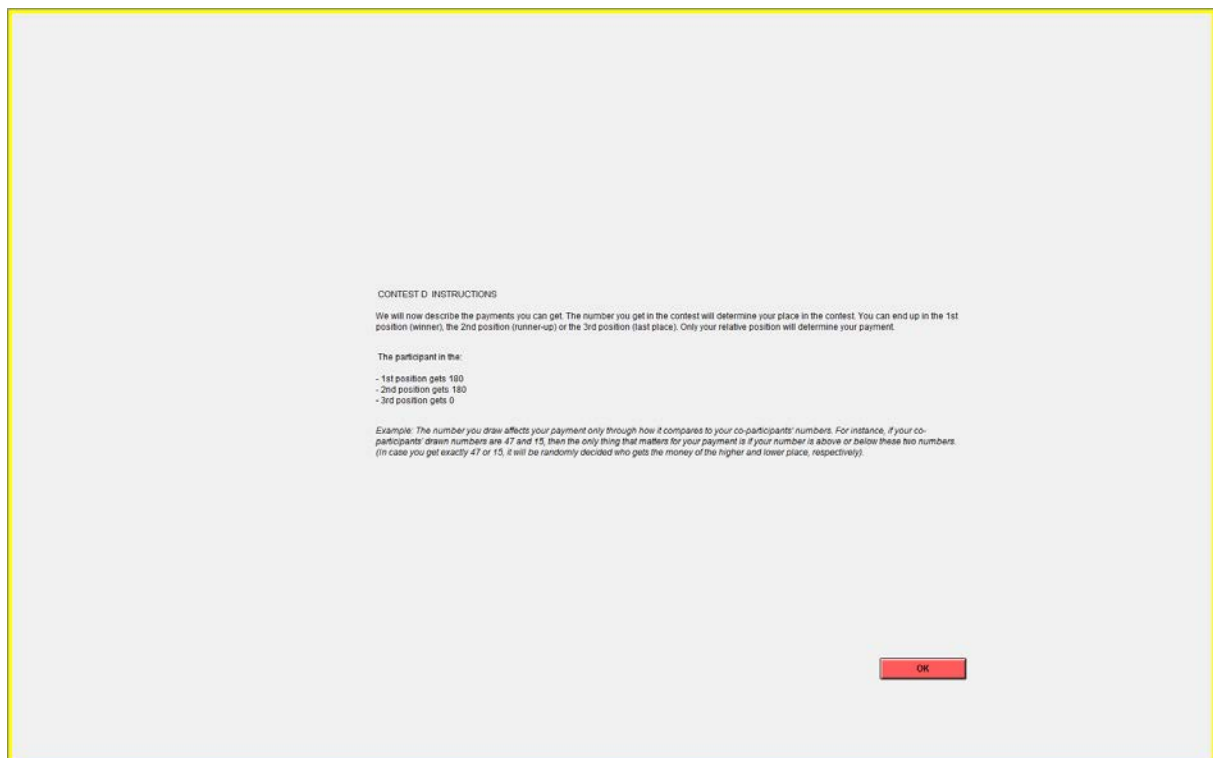 CONTEST D INSTRUCTIONS
We will now describe the payments you can get. The number you get in the contest will determine your place in the contest. You can end up in the 1st
position (winner), the 2nd position (runner-up) or the 3rd position (last place). Only your relative position will determine your payment.
The participant in the:
- 1st position gets 180
- 2nd position gets 180
- 3rd position gets 0
Example: The number you draw affects your payment only through how it compares to your co-participants' numbers. For instance, if your co-
participants' drawn numbers are 47 and 15, then the only thing that matters for your payment is if your number is above or below these two numbers.
(In case you get exactly 47 or 15, it will be randomly decided who gets the money of the higher and lower place, respectively).
OK